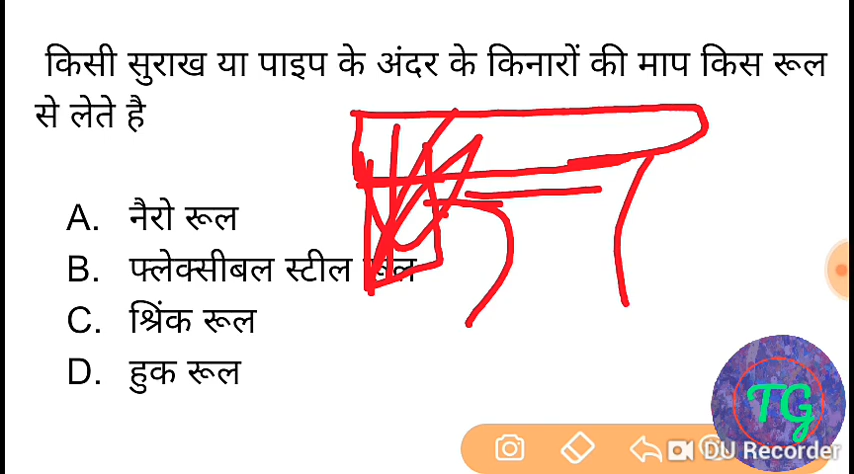 किसी सुराख या पाइप के अंदर के किनारों की माप किस रूल
से लेते है
A. नैरो रूल
B. फ्लेक्सीबल स्टील रूल
C. श्रिंक रूल
D. हुक रूल
TG
DU Recorder